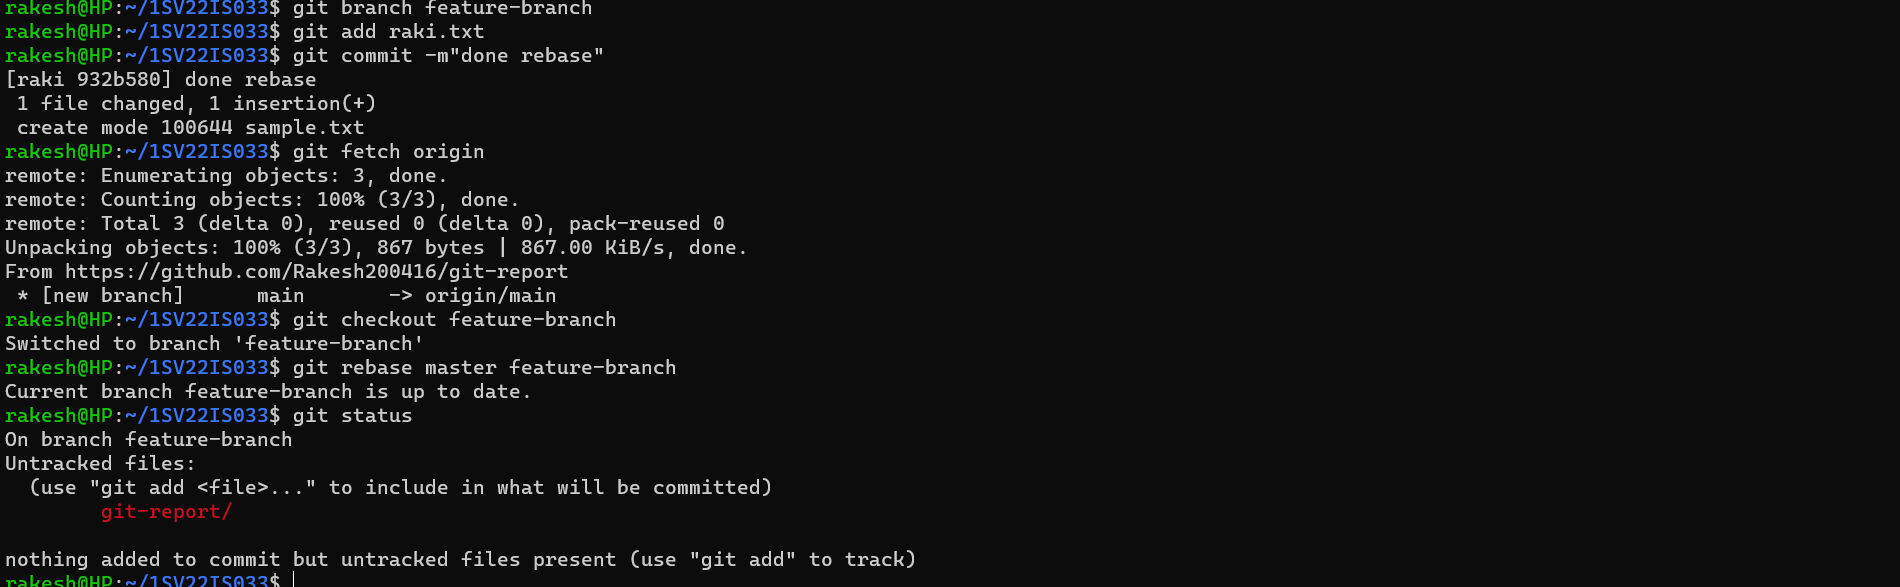 rakesh@HP:~/1SV22IS033$ git branch feature-branch
rakesh@HP:~/1SV22IS033$ git add raki.txt
rakesh@HP:~/1SV22IS033$ git commit -m"done rebase"
[raki 932b580] done rebase
 1 file changed, 1 insertion(+)
 create mode 100644 sample.txt
rakesh@HP:~/1SV22IS033$ git fetch origin
remote: Enumerating objects: 3, done.
remote: Counting objects: 100% (3/3), done.
remote: Total 3 (delta 0), reused 0 (delta 0), pack-reused 0
Unpacking objects: 100% (3/3), 867 bytes | 867.00 KiB/s, done.
From https://github.com/Rakesh200416/git-report
 * [new branch]      main       -> origin/main
rakesh@HP:~/1SV22IS033$ git checkout feature-branch
Switched to branch 'feature-branch'
rakesh@HP:~/1SV22IS033$ git rebase master feature-branch
Current branch feature-branch is up to date.
rakesh@HP:~/1SV22IS033$ git status
On branch feature-branch
Untracked files:
  (use "git add <file>..." to include in what will be committed)
        git-report/

nothing added to commit but untracked files present (use "git add" to track)
rakesh@HP:~/1SV22IS033$